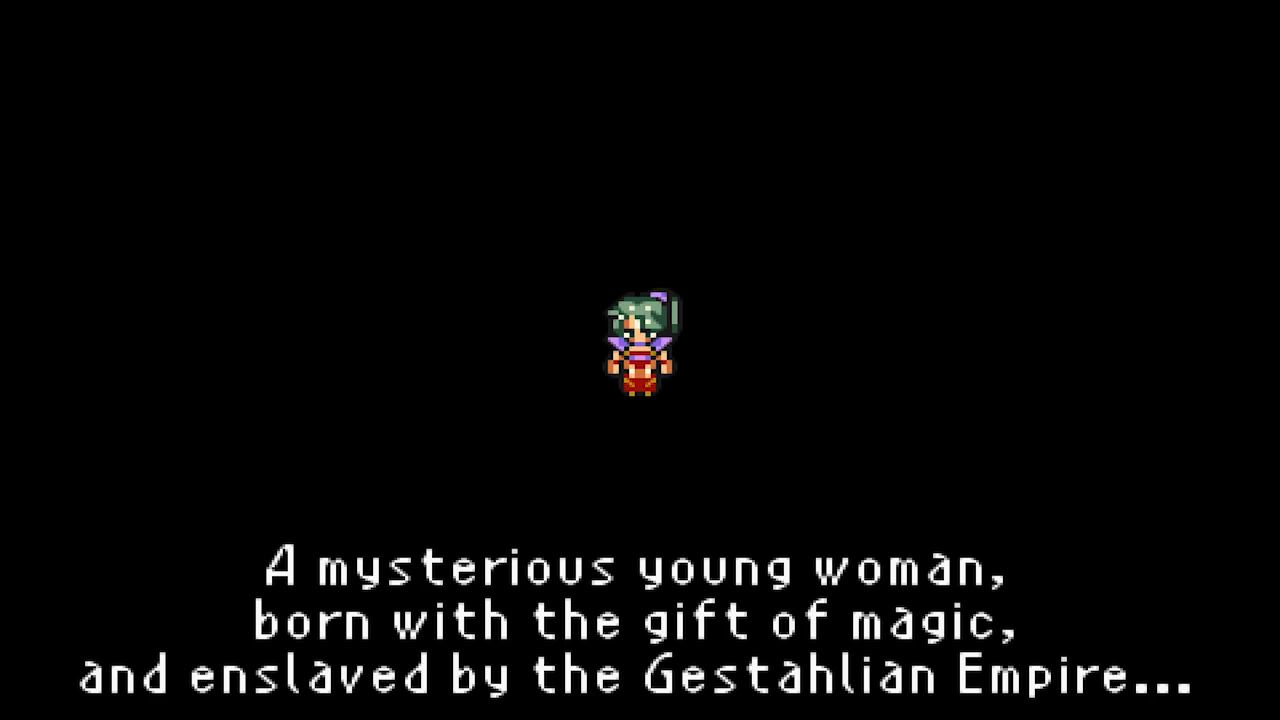 A mysterious young woman,
born with the gift of magic,
and enslaved by the Gestahlian Empire...